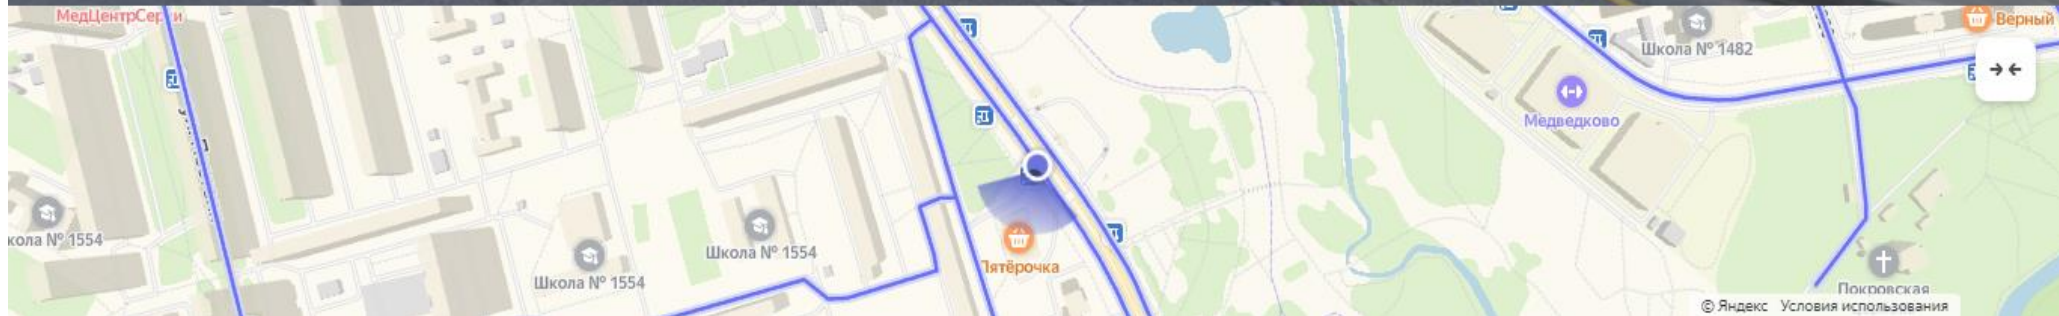 МедЦентрСерви
Верный
Школа № 1482
Медведково
кола № 1554
Школа № 1554
Школа № 1554
Пятёрочка
Покровская
© Яндекс Условия использования